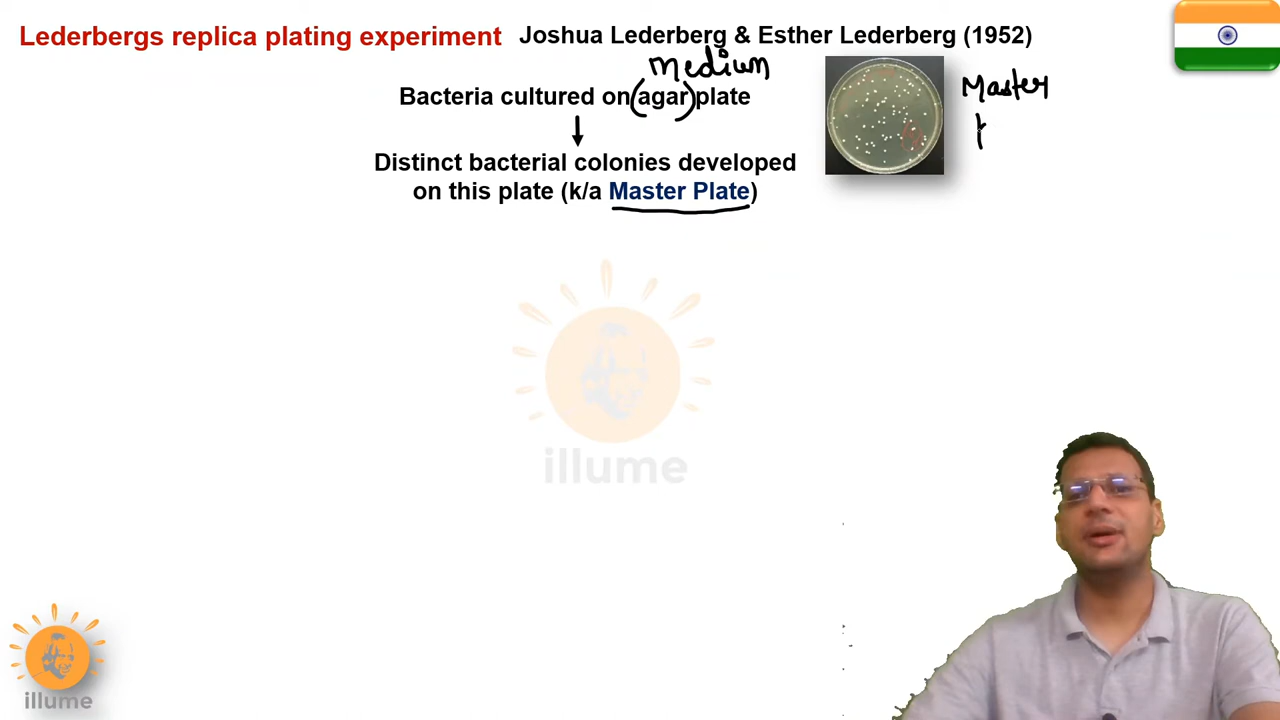 Lederbergs replica plating experiment Joshua Lederberg & Esther Lederberg (1952)
medium
Bacteria cultured on (agar) plate
Master
Distinct bacterial colonies developed
on this plate (k/a Master Plate)
illume
illume